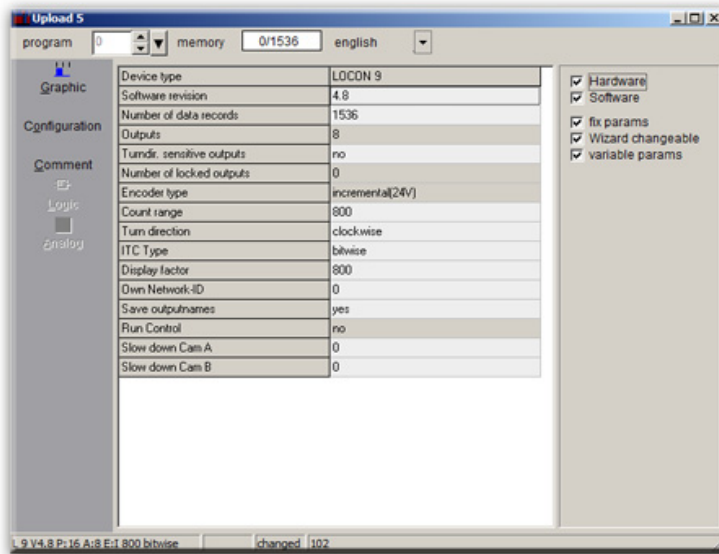 Upload 5
program 0 memory 0/1536 english
Graphic
Configuration
Comment
Logic
Analog
Device type LOCON 9
Software revision 4.8
Number of data records 1536
Outputs 8
Turndir. sensitive outputs no
Number of locked outputs 0
Encoder type incremental(24V)
Count range 800
Turn direction clockwise
ITC Type bitwise
Display factor 800
Own Network-ID 0
Save outputnames yes
Run Control no
Slow down Cam A 0
Slow down Cam B 0
Hardware
Software
fix params
Wizard changeable
variable params
L 9 V4.8 P:16 A:8 E:I 800 bitwise changed 102